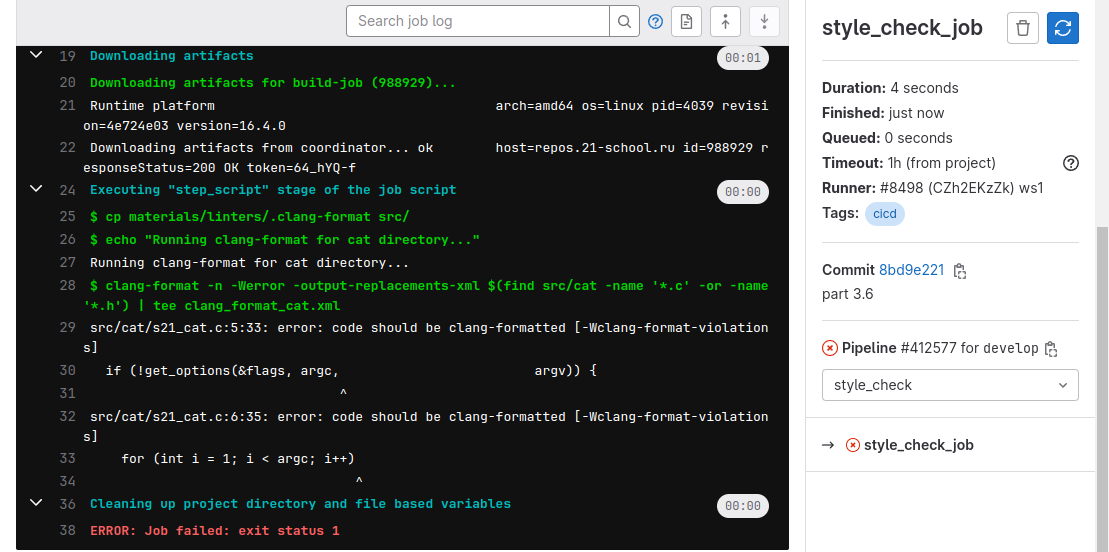 Search job log
19 Downloading artifacts 00:01
20 Downloading artifacts for build-job (988929)...
21 Runtime platform arch=amd64 os=linux pid=4039 revisi
on=4e724e03 version=16.4.0
22 Downloading artifacts from coordinator... ok host=repos.21-school.ru id=988929 r
esponseStatus=200 OK token=64_hYQ-f
24 Executing "step_script" stage of the job script 00:00
25 $ cp materials/linters/.clang-format src/
26 $ echo "Running clang-format for cat directory..."
27 Running clang-format for cat directory...
28 $ clang-format -n -Werror -output-replacements-xml $(find src/cat -name '*.c' -or -name
'*.h') | tee clang_format_cat.xml
29 src/cat/s21_cat.c:5:33: error: code should be clang-formatted [-Wclang-format-violation
s]
30 if (!get_options(&flags, argc, argv)) {
31 ^
32 src/cat/s21_cat.c:6:35: error: code should be clang-formatted [-Wclang-format-violation
s]
33 for (int i = 1; i < argc; i++)
34 ^
36 Cleaning up project directory and file based variables 00:00
38 ERROR: Job failed: exit status 1
style_check_job
Duration: 4 seconds
Finished: just now
Queued: 0 seconds
Timeout: 1h (from project)
Runner: #8498 (CZh2EKzZk) ws1
Tags: cicd
Commit 8bd9e221
part 3.6
Pipeline #412577 for develop
style_check
→ style_check_job